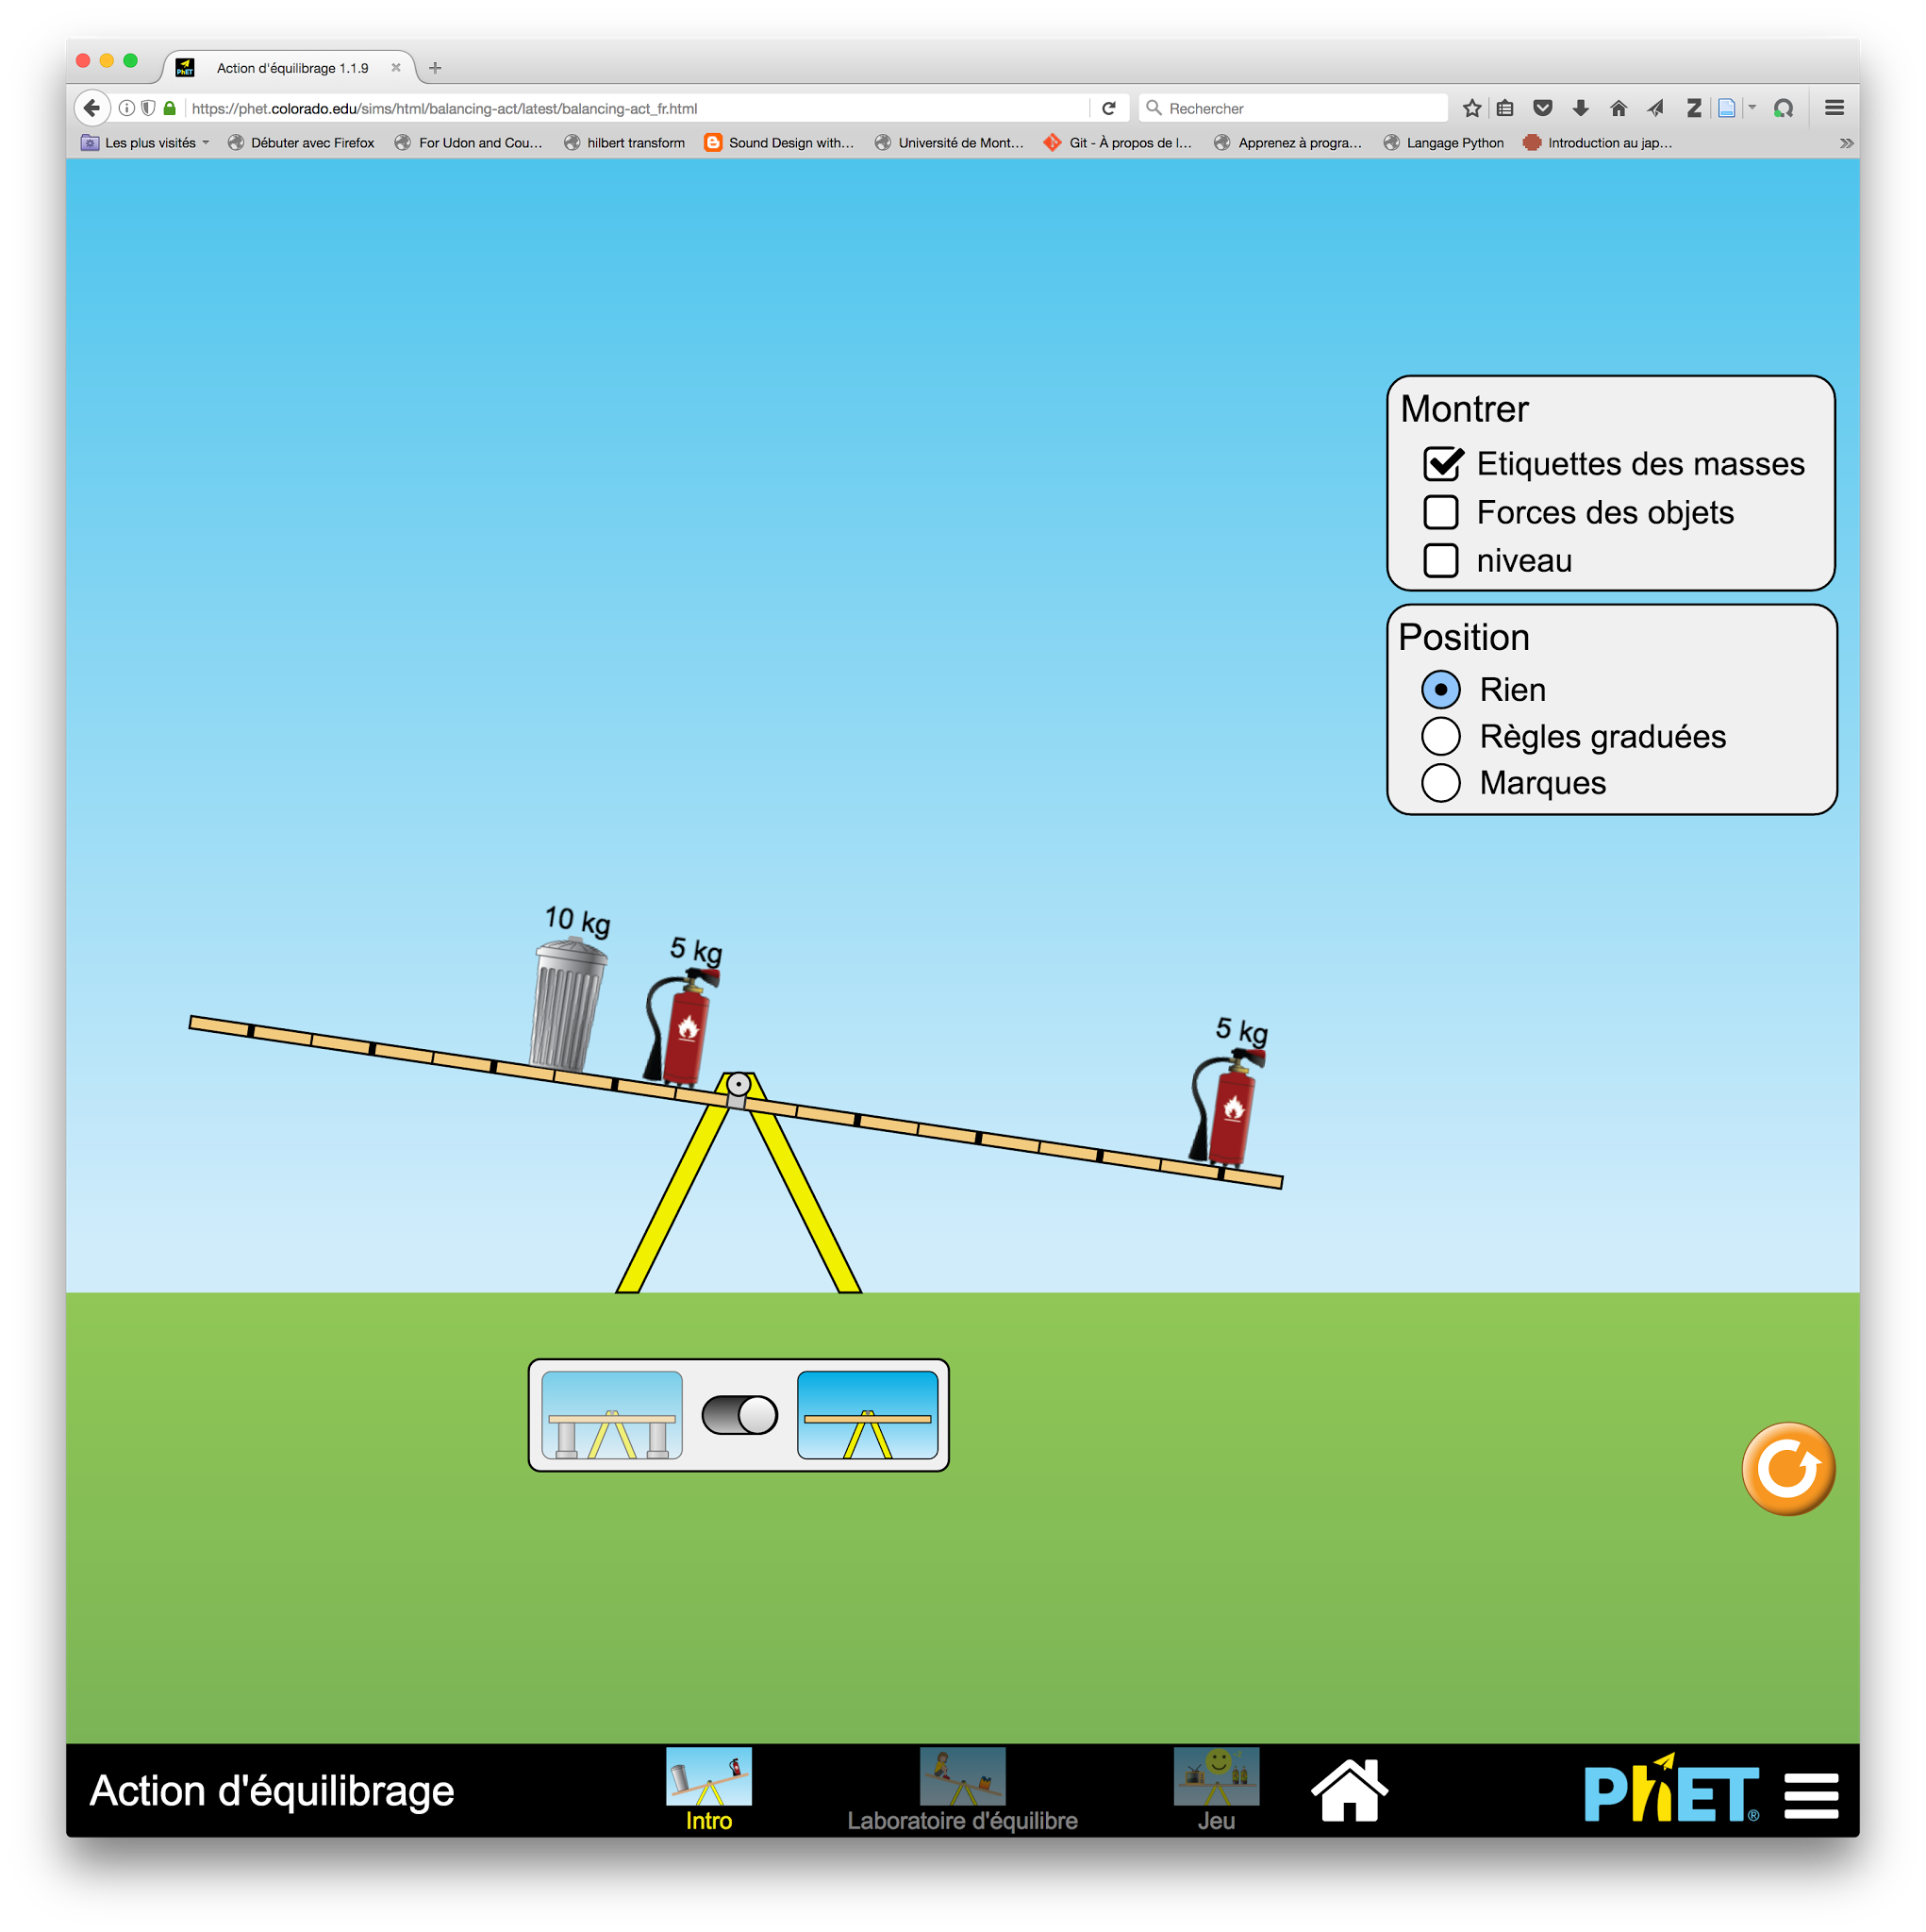 Action d'équilibrage 1.1.9
https://phet.colorado.edu/sims/html/balancing-act/latest/balancing-act_fr.html
Rechercher
Les plus visités
Débuter avec Firefox
For Udon and Cou...
hilbert transform
Sound Design with...
Université de Mont...
Git - À propos de l...
Apprenez à progra...
Langage Python
Introduction au jap...
Montrer
Etiquettes des masses
Forces des objets
niveau
Position
Rien
Règles graduées
Marques
10 kg
5 kg
5 kg
Action d'équilibrage
Intro
Laboratoire d'équilibre
Jeu
PhET®